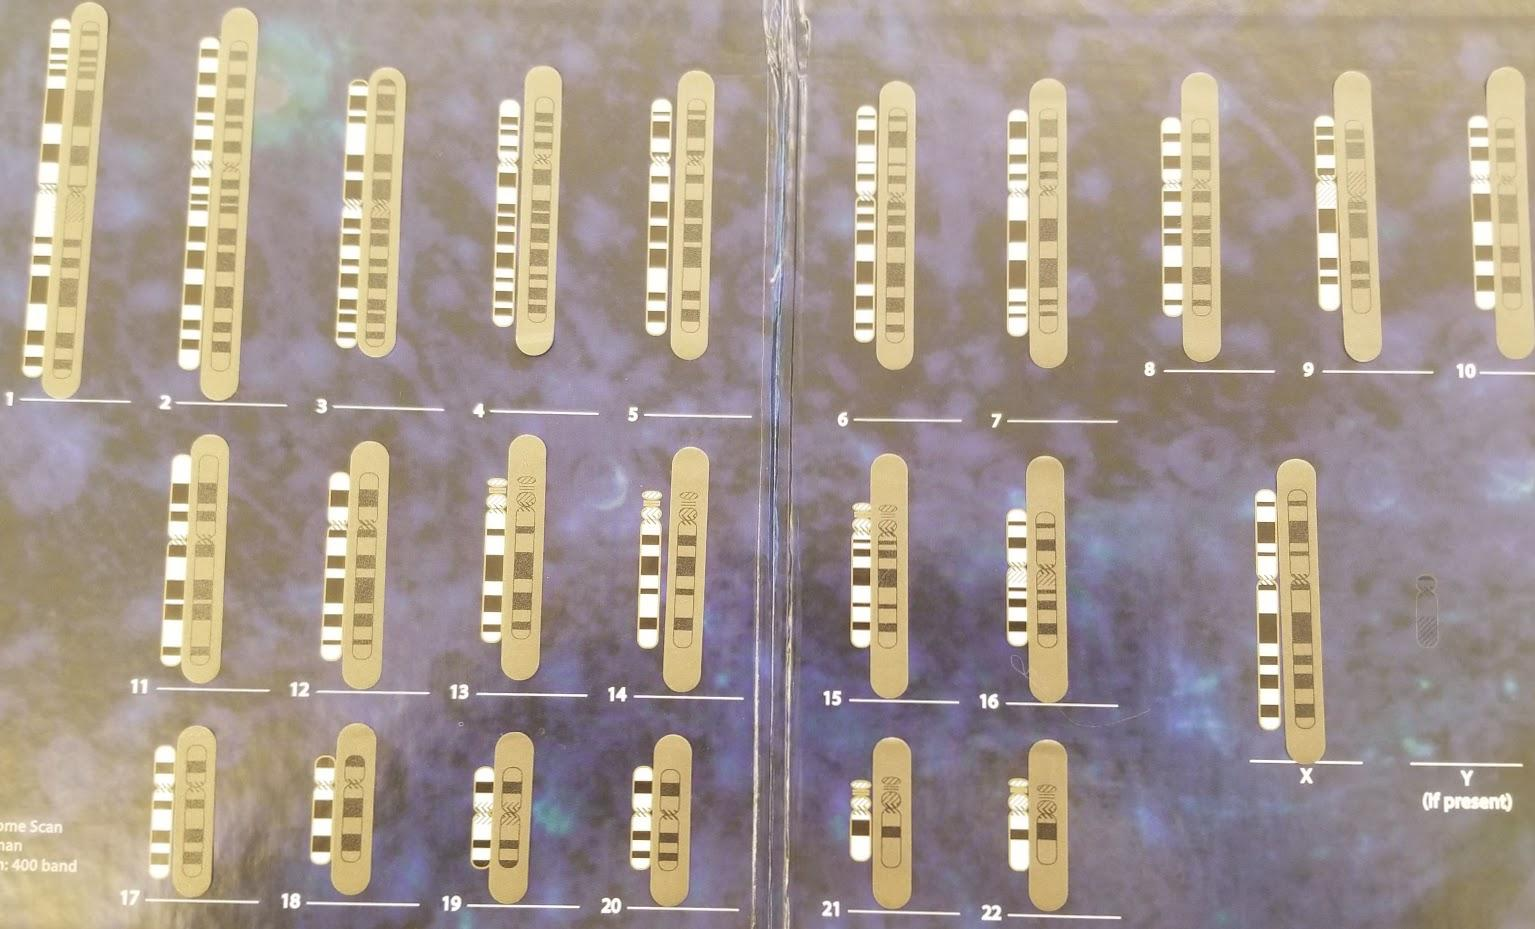 1 2 3 4 5 6 7 8 9 10
11 12 13 14 15 16 X Y
(if present)
ome Scan
n: 400 band
17 18 19 20 21 22